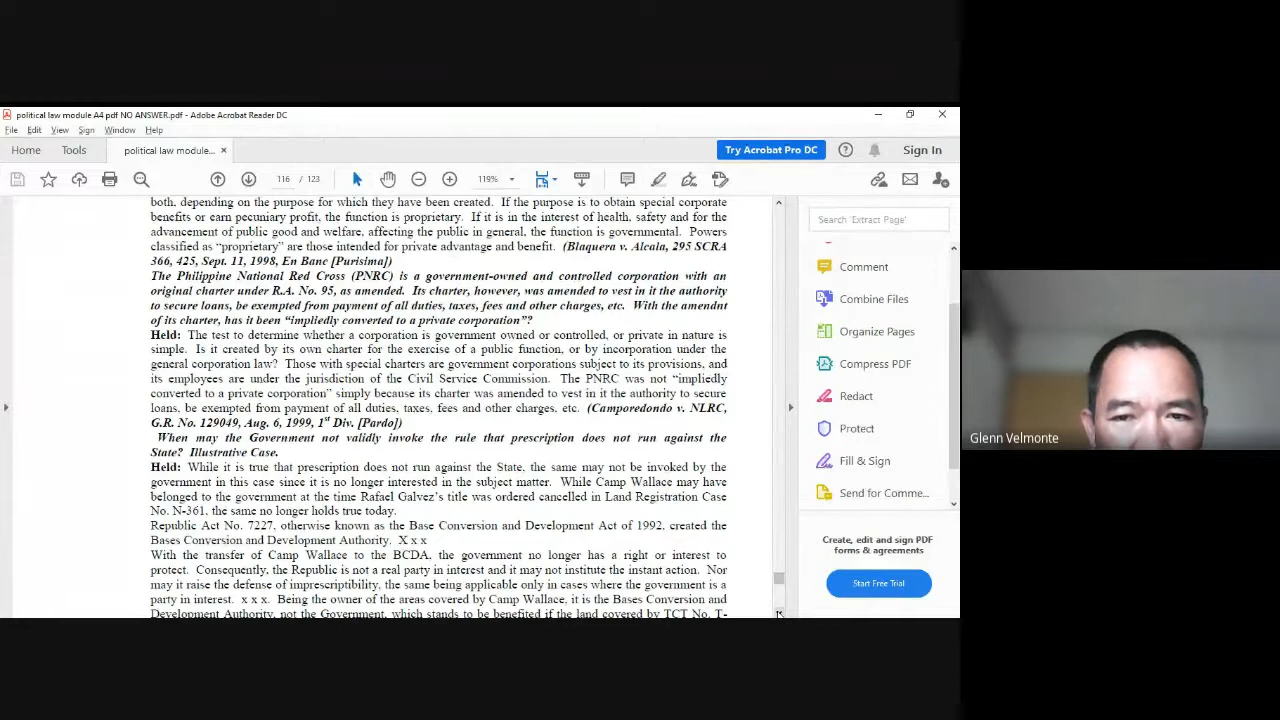 political law module A4 pdf NO ANSWER.pdf - Adobe Acrobat Reader DC
File Edit View Sign Window Help
Home Tools political law module... × Try Acrobat Pro DC Sign In
116 / 123 119%
both, depending on the purpose for which they have been created. If the purpose is to obtain special corporate
benefits or earn pecuniary profit, the function is proprietary. If it is in the interest of health, safety and for the
advancement of public good and welfare, affecting the public in general, the function is governmental. Powers
classified as “proprietary” are those intended for private advantage and benefit. (Blaquera v. Alcala, 295 SCRA
366, 425, Sept. 11, 1998, En Banc [Purisima])
The Philippine National Red Cross (PNRC) is a government-owned and controlled corporation with an
original charter under R.A. No. 95, as amended. Its charter, however, was amended to vest in it the authority
to secure loans, be exempted from payment of all duties, taxes, fees and other charges, etc. With the amendnt
of its charter, has it been “impliedly converted to a private corporation”?
Held: The test to determine whether a corporation is government owned or controlled, or private in nature is
simple. Is it created by its own charter for the exercise of a public function, or by incorporation under the
general corporation law? Those with special charters are government corporations subject to its provisions, and
its employees are under the jurisdiction of the Civil Service Commission. The PNRC was not “impliedly
converted to a private corporation” simply because its charter was amended to vest in it the authority to secure
loans, be exempted from payment of all duties, taxes, fees and other charges, etc. (Camporedondo v. NLRC,
G.R. No. 129049, Aug. 6, 1999, 1st Div. [Pardo])
When may the Government not validly invoke the rule that prescription does not run against the
State? Illustrative Case.
Held: While it is true that prescription does not run against the State, the same may not be invoked by the
government in this case since it is no longer interested in the subject matter. While Camp Wallace may have
belonged to the government at the time Rafael Galvez’s title was ordered cancelled in Land Registration Case
No. N-361, the same no longer holds true today.
Republic Act No. 7227, otherwise known as the Base Conversion and Development Act of 1992, created the
Bases Conversion and Development Authority. X x x
With the transfer of Camp Wallace to the BCDA, the government no longer has a right or interest to
protect. Consequently, the Republic is not a real party in interest and it may not institute the instant action. Nor
may it raise the defense of imprescriptibility, the same being applicable only in cases where the government is a
party in interest. x x x. Being the owner of the areas covered by Camp Wallace, it is the Bases Conversion and
Development Authority, not the Government, which stands to be benefited if the land covered by TCT No. T-
Search 'Extract Page'
Comment
Combine Files
Organize Pages
Compress PDF
Redact
Protect
Fill & Sign
Send for Comme...
Create, edit and sign PDF
forms & agreements
Start Free Trial
Glenn Velmonte